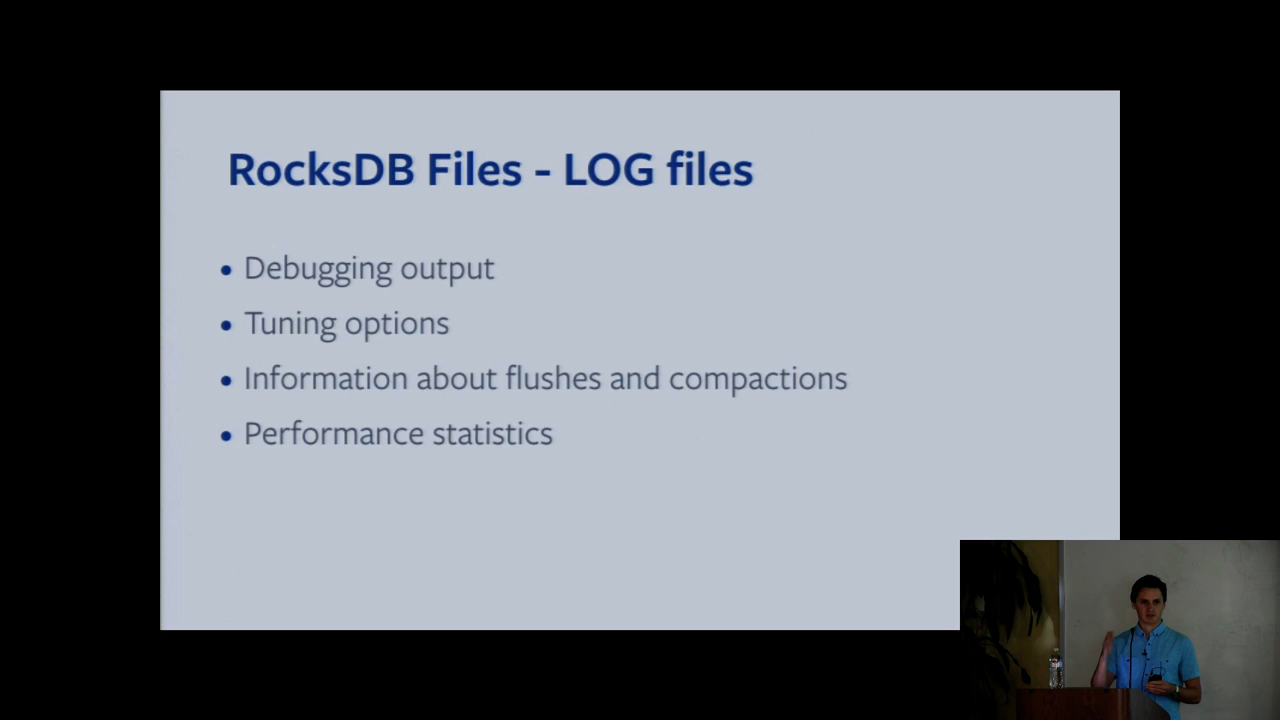 RocksDB Files - LOG files
• Debugging output
• Tuning options
• Information about flushes and compactions
• Performance statistics